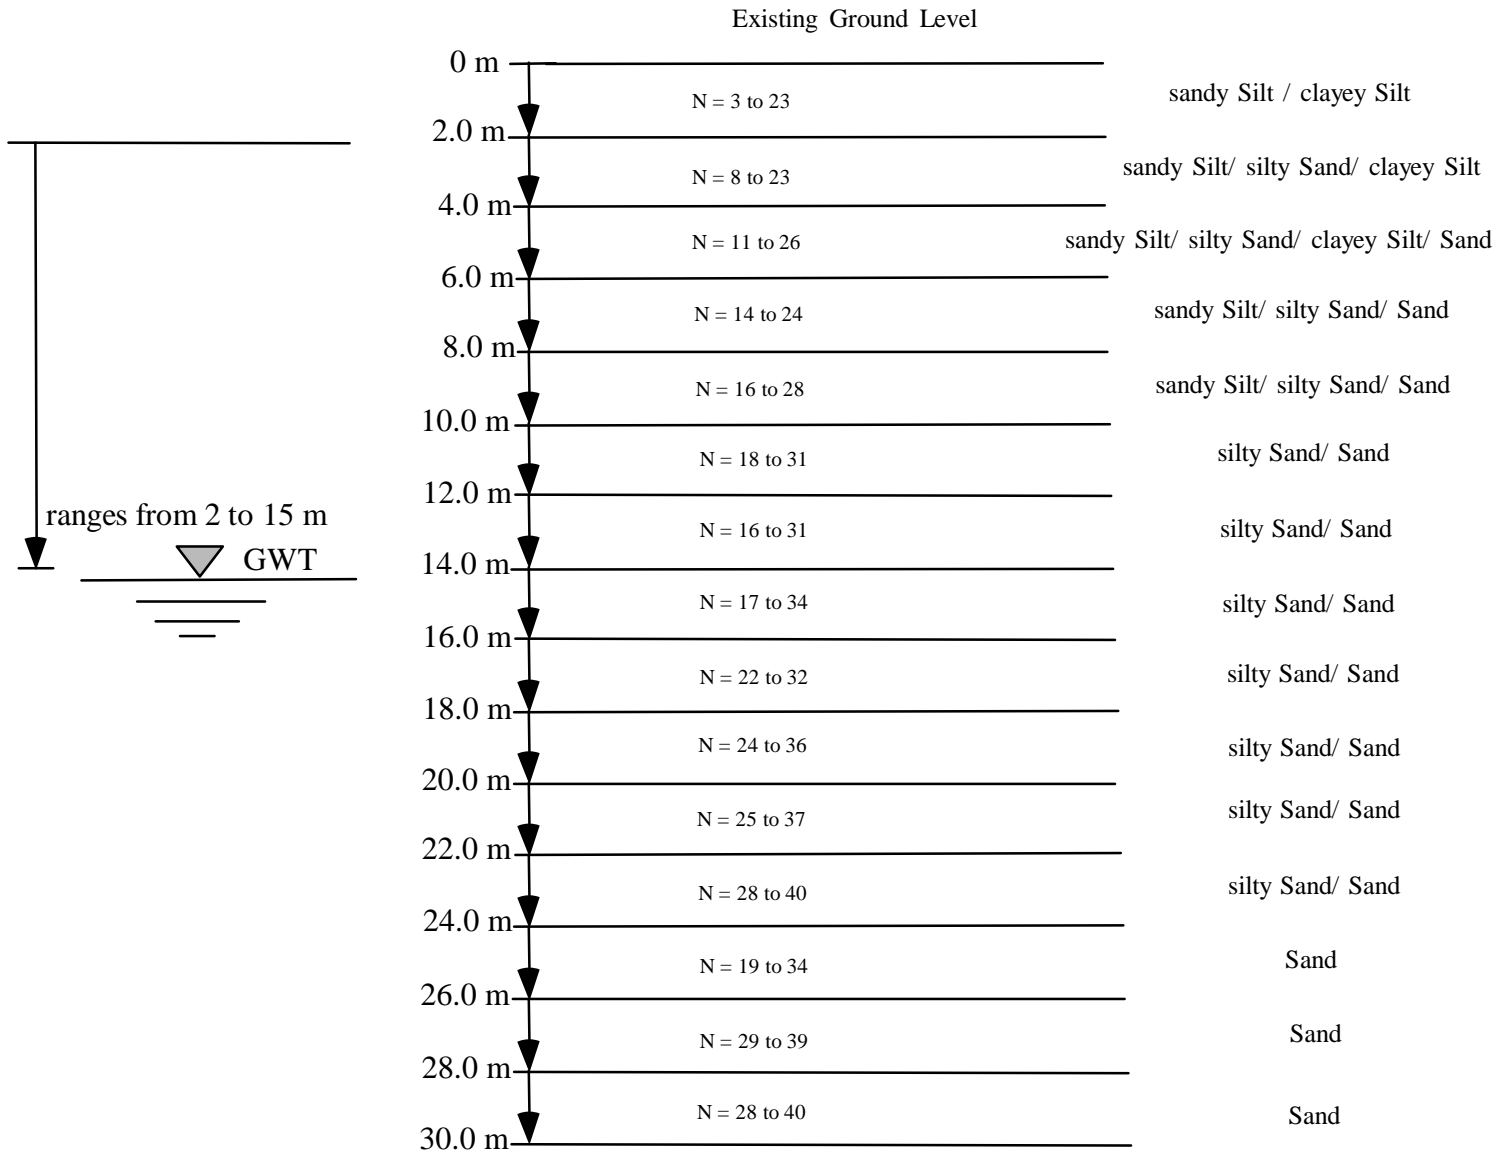 Existing Ground Level
0 m
N = 3 to 23
sandy Silt / clayey Silt
2.0 m
N = 8 to 23
sandy Silt/ silty Sand/ clayey Silt
4.0 m
N = 11 to 26
sandy Silt/ silty Sand/ clayey Silt/ Sand
6.0 m
N = 14 to 24
sandy Silt/ silty Sand/ Sand
8.0 m
N = 16 to 28
sandy Silt/ silty Sand/ Sand
10.0 m
N = 18 to 31
silty Sand/ Sand
12.0 m
ranges from 2 to 15 m
N = 16 to 31
silty Sand/ Sand
GWT
14.0 m
N = 17 to 34
silty Sand/ Sand
16.0 m
N = 22 to 32
silty Sand/ Sand
18.0 m
N = 24 to 36
silty Sand/ Sand
20.0 m
N = 25 to 37
silty Sand/ Sand
22.0 m
N = 28 to 40
silty Sand/ Sand
24.0 m
N = 19 to 34
Sand
26.0 m
N = 29 to 39
Sand
28.0 m
N = 28 to 40
Sand
30.0 m